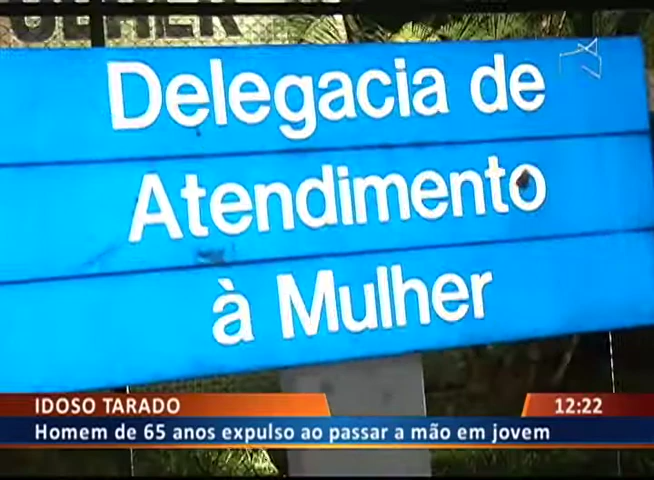 Delegacia de
Atendimento
à Mulher
IDOSO TARADO
12:22
Homem de 65 anos expulso ao passar a mão em jovem